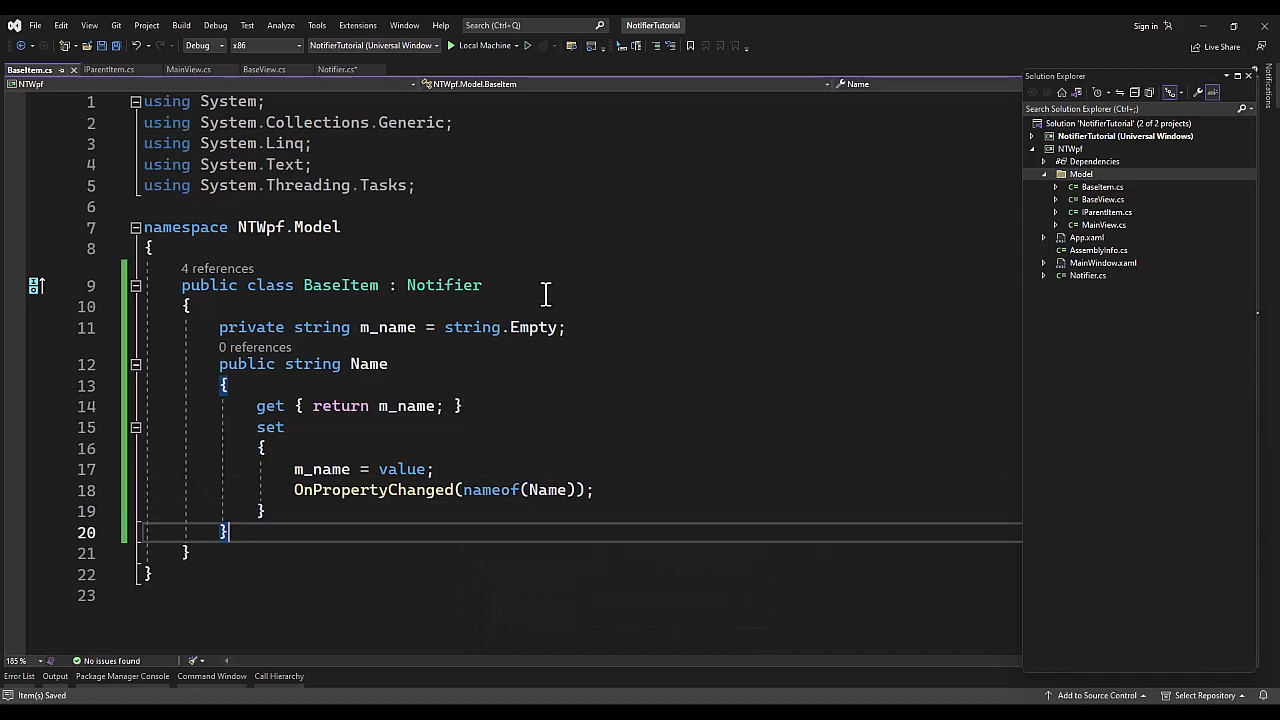 File Edit View Git Project Build Debug Test Analyze Tools Extensions Window Help Search (Ctrl+Q) NotifierTutorial Sign in
Debug x86 NotifierTutorial (Universal Window Local Machine Live Share
BaseItem.cs IParentItem.cs MainView.cs BaseView.cs Notifier.cs*
NTWpf NTWpf.Model.BaseItem Name
1 using System;
2 using System.Collections.Generic;
3 using System.Linq;
4 using System.Text;
5 using System.Threading.Tasks;
6
7 namespace NTWpf.Model
8 {
4 references
9 public class BaseItem : Notifier
10 {
11 private string m_name = string.Empty;
0 references
12 public string Name
13 {
14 get { return m_name; }
15 set
16 {
17 m_name = value;
18 OnPropertyChanged(nameof(Name));
19 }
20 }
21 }
22 }
23
185 % No issues found
Error List Output Package Manager Console Command Window Call Hierarchy
Item(s) Saved Add to Source Control Select Repository
Solution Explorer
Search Solution Explorer (Ctrl+;)
Solution 'NotifierTutorial' (2 of 2 projects)
NotifierTutorial (Universal Windows)
NTWpf
Dependencies
Model
C# BaseItem.cs
C# BaseView.cs
C# IParentItem.cs
C# MainView.cs
App.xaml
C# AssemblyInfo.cs
MainWindow.xaml
C# Notifier.cs
Notifications